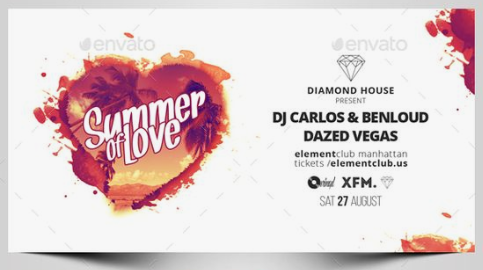 envato
envato
Summer
of Love
DIAMOND HOUSE
PRESENT
DJ CARLOS & BENLOUD
DAZED VEGAS
elementclub manhattan
tickets /elementclub.us
XFM.
SAT 27 AUGUST